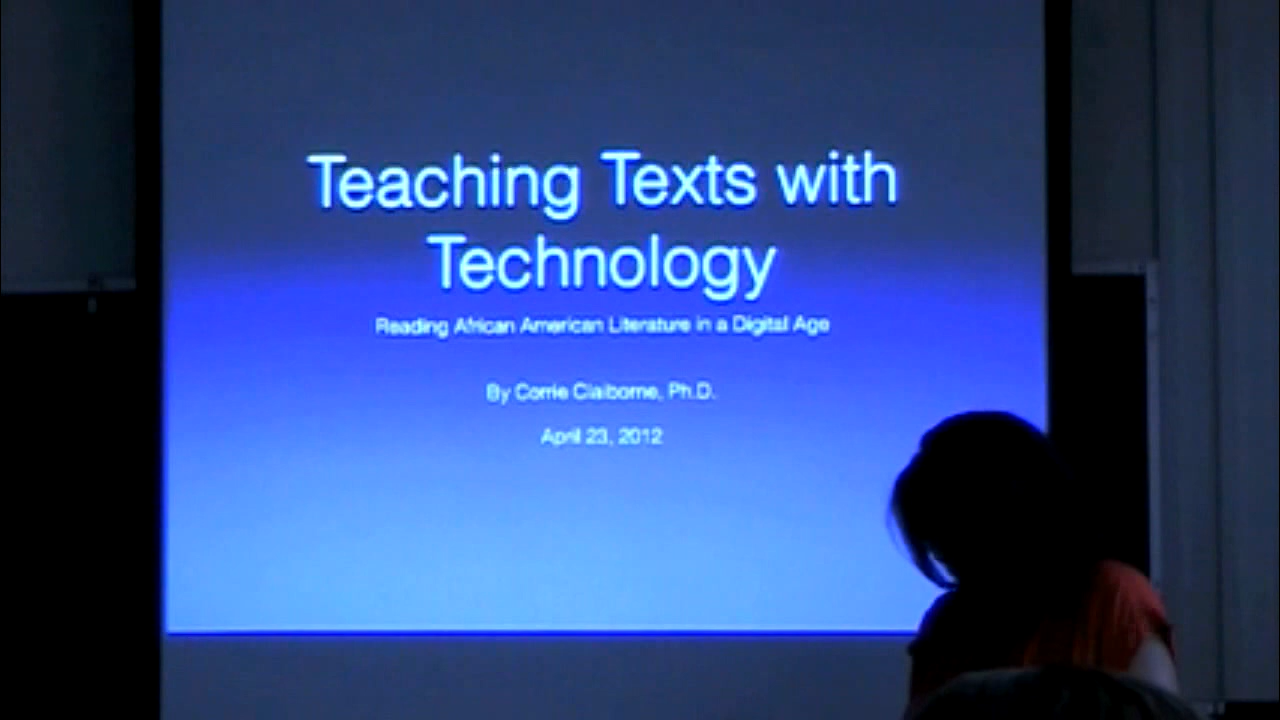 Teaching Texts with
Technology
Reading African American Literature in a Digital Age
By Corrie Claiborne, Ph.D.
April 23, 2012